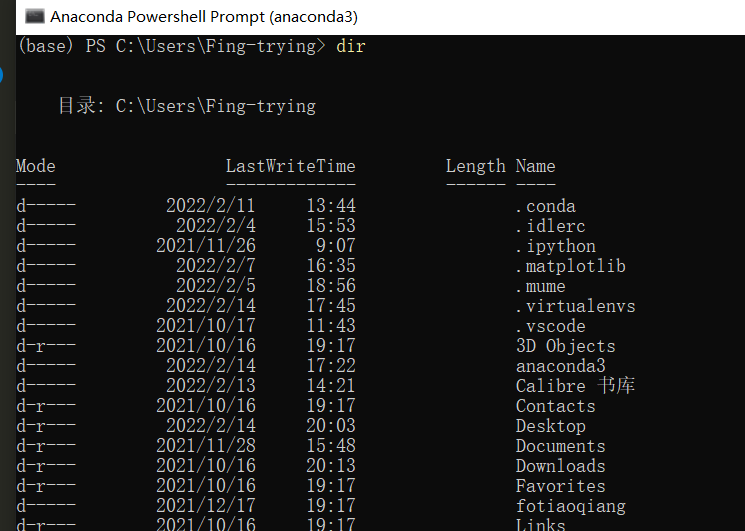 Anaconda Powershell Prompt (anaconda3)
(base) PS C:\Users\Fing-trying> dir
目录: C:\Users\Fing-trying
Mode LastWriteTime Length Name
---- ------------- ------ ----
d----- 2022/2/11 13:44 .conda
d----- 2022/2/4 15:53 .idlerc
d----- 2021/11/26 9:07 .ipython
d----- 2022/2/7 16:35 .matplotlib
d----- 2022/2/5 18:56 .mume
d----- 2022/2/14 17:45 .virtualenvs
d----- 2021/10/17 11:43 .vscode
d-r--- 2021/10/16 19:17 3D Objects
d----- 2022/2/14 17:22 anaconda3
d----- 2022/2/13 14:21 Calibre 书库
d-r--- 2021/10/16 19:17 Contacts
d-r--- 2022/2/14 20:03 Desktop
d-r--- 2021/11/28 15:48 Documents
d-r--- 2021/10/16 20:13 Downloads
d-r--- 2021/10/16 19:17 Favorites
d----- 2021/12/17 19:17 fotiaoqiang
d-r--- 2021/10/16 19:17 Links